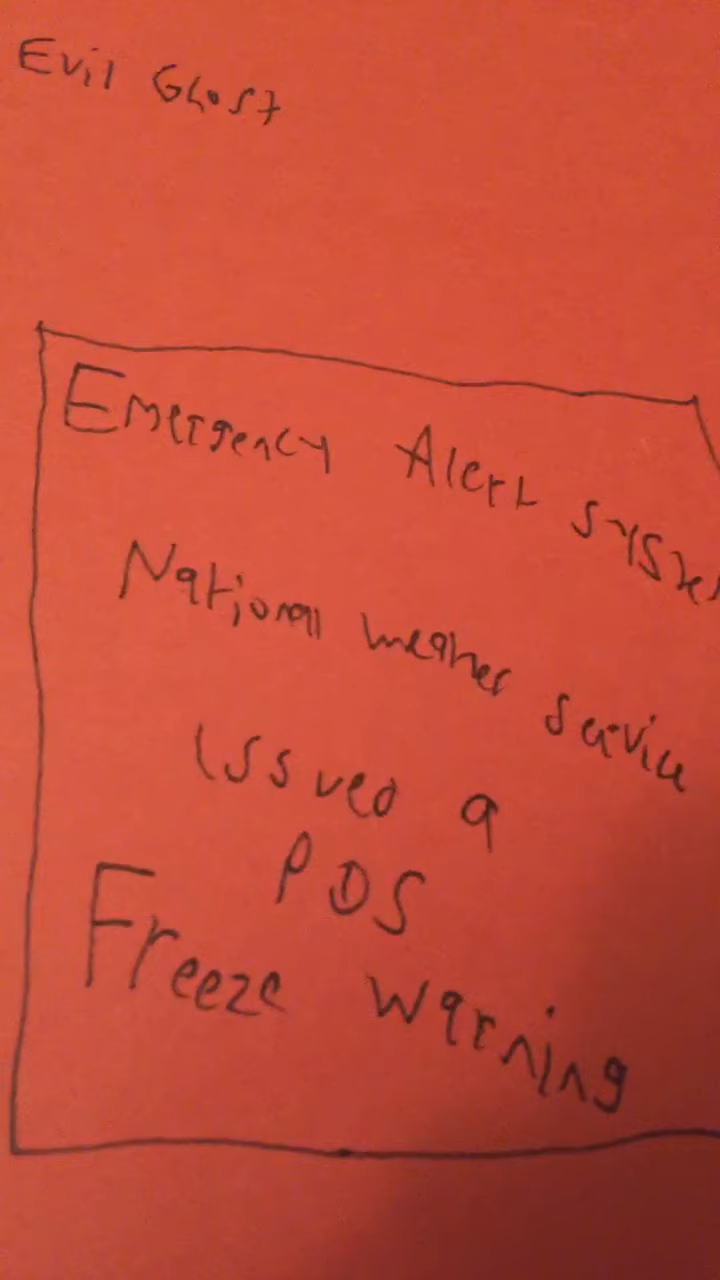 Evil Ghost
Emergency Alert System
National weather service
issued a
PDS
Freeze warning